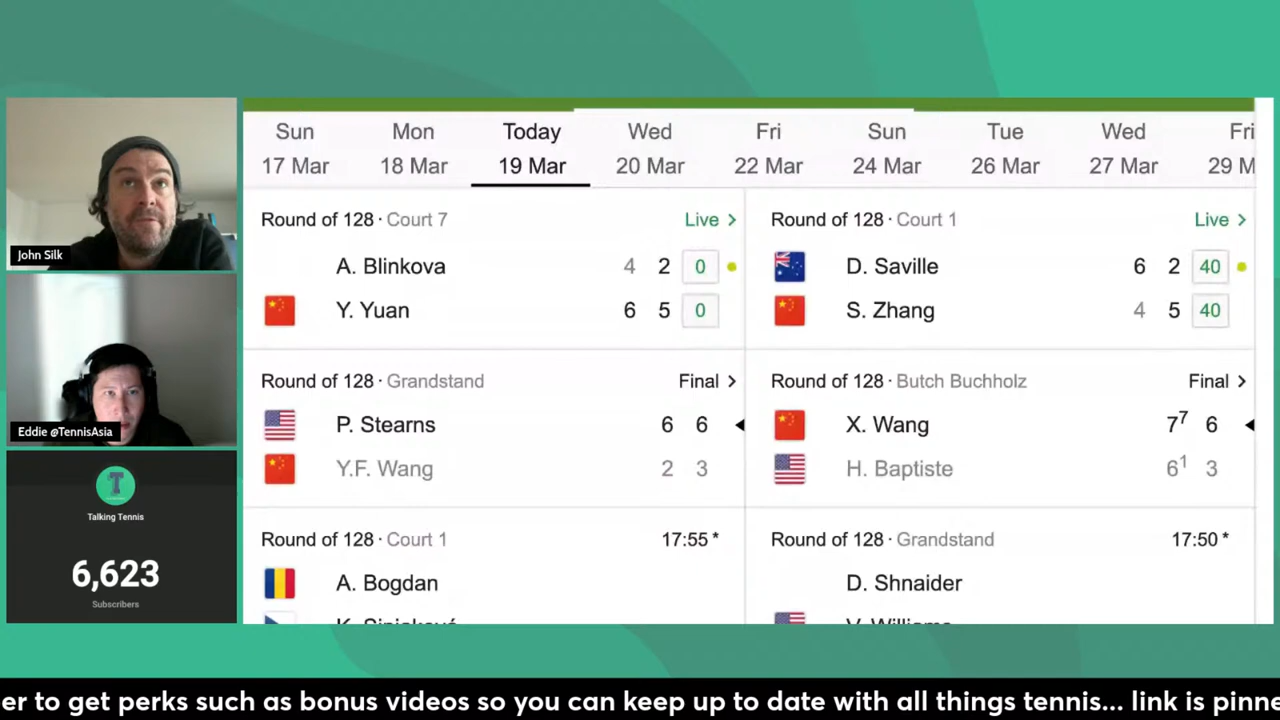 John Silk
Eddie @TennisAsia
Talking Tennis
6,623
Subscribers
Sun Mon Today Wed Fri Sun Tue Wed Fri
17 Mar 18 Mar 19 Mar 20 Mar 22 Mar 24 Mar 26 Mar 27 Mar 29 M
Round of 128 · Court 7 Live >
A. Blinkova 4 2 0
Y. Yuan 6 5 0
Round of 128 · Court 1 Live >
D. Saville 6 2 40
S. Zhang 4 5 40
Round of 128 · Grandstand Final >
P. Stearns 6 6
Y.F. Wang 2 3
Round of 128 · Butch Buchholz Final >
X. Wang 7⁷ 6
H. Baptiste 6¹ 3
Round of 128 · Court 1 17:55 *
A. Bogdan
Round of 128 · Grandstand 17:50 *
D. Shnaider
V. Williams
er to get perks such as bonus videos so you can keep up to date with all things tennis... link is pinne